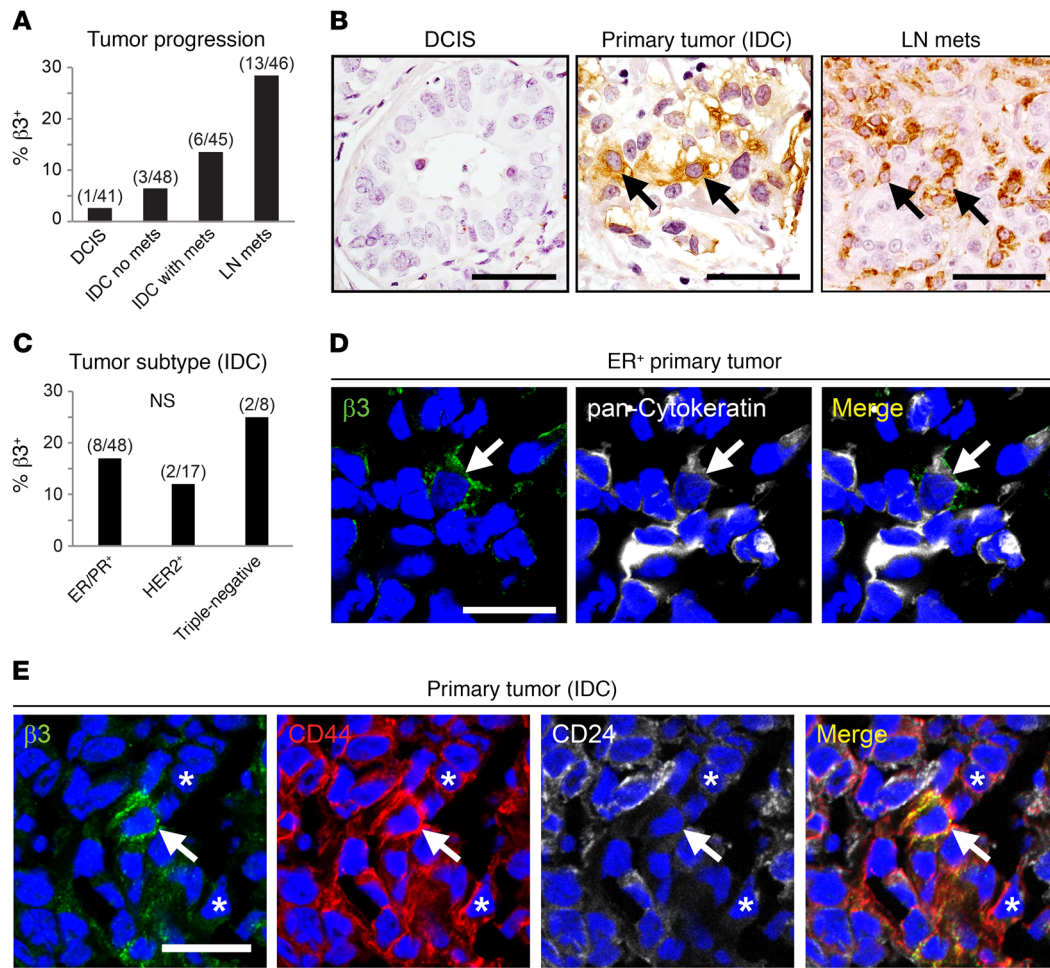 A
Tumor progression
% β3+
30
20
10
0
(1/41)
(3/48)
(6/45)
(13/46)
DCIS
IDC no mets
IDC with mets
LN mets
B
DCIS
Primary tumor (IDC)
LN mets
C
Tumor subtype (IDC)
NS
% β3+
30
20
10
0
(8/48)
(2/17)
(2/8)
ER/PR+
HER2+
Triple-negative
D
ER+ primary tumor
β3
pan-Cytokeratin
Merge
E
Primary tumor (IDC)
β3
CD44
CD24
Merge
*
*
*
*
*
*
*
*